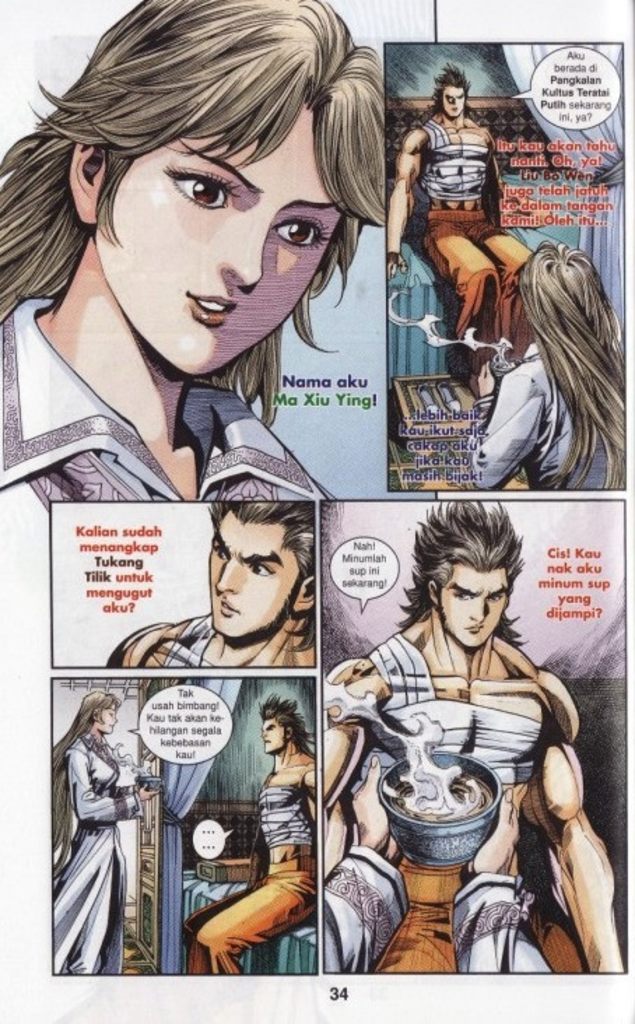 Nama aku
Ma Xiu Ying!
Aku
berada di
Pangkalan
Kultus Teratai
Putih sekarang
ini, ya?
Itu kau akan tahu
nanti. Oh, ya!
Liu Bo Wen
juga telah jatuh
ke dalam tangan
kami! Oleh itu...
...lebih baik
kau ikut saja
cakap aku
jika kau
masih bijak!
Kalian sudah
menangkap
Tukang
Tilik untuk
mengugut
aku?
Nah!
Minumlah
sup ini
sekarang!
Cis! Kau
nak aku
minum sup
yang
dijampi?
Tak
usah bimbang!
Kau tak akan ke-
hilangan segala
kebebasan
kau!
...
...
34